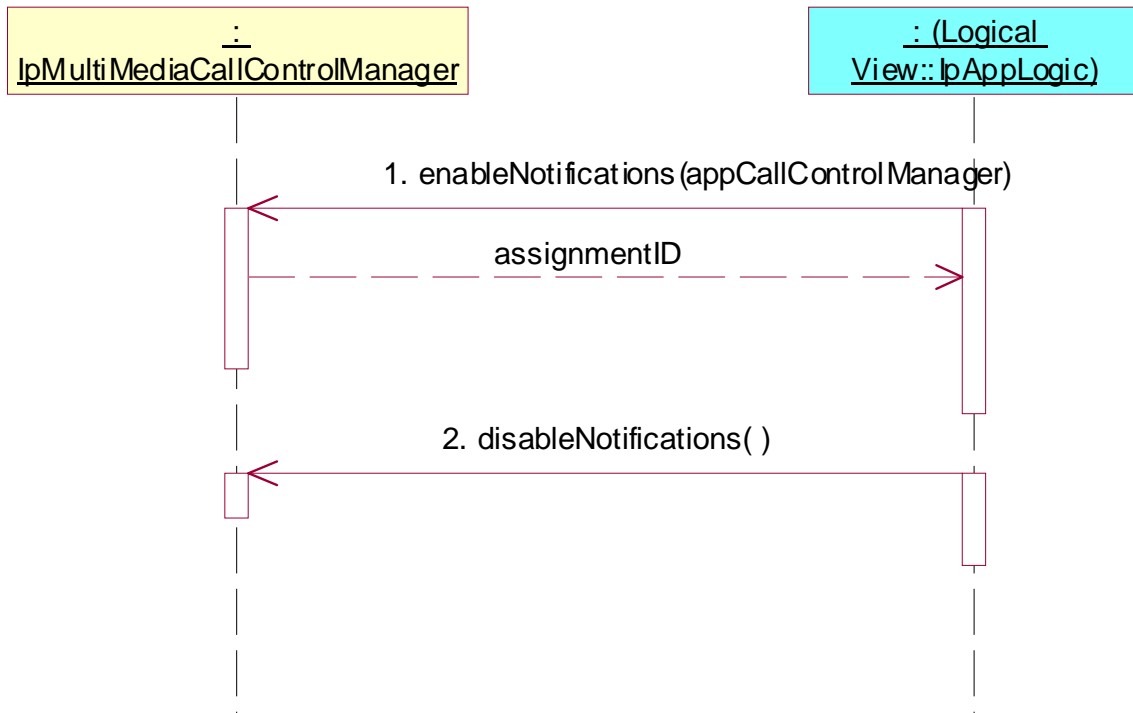 :
IpMultiMediaCallControlManager
: (Logical
View::IpAppLogic)
1. enableNotifications(appCallControlManager)
assignmentID
2. disableNotifications( )